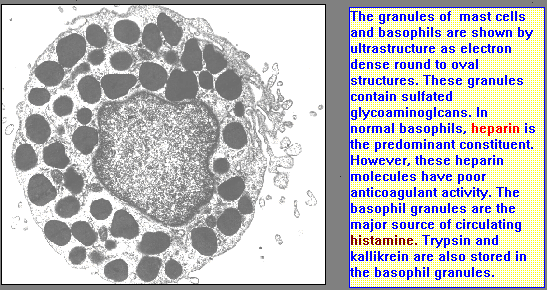 The granules of  mast cells
and basophils are shown by
ultrastructure as electron
dense round to oval
structures. These granules
contain sulfated
glycoaminoglcans. In
normal basophils, heparin is
the predominant constituent.
However, these heparin
molecules have poor
anticoagulant activity. The
basophil granules are the
major source of circulating
histamine. Trypsin and
kallikrein are also stored in
the basophil granules.